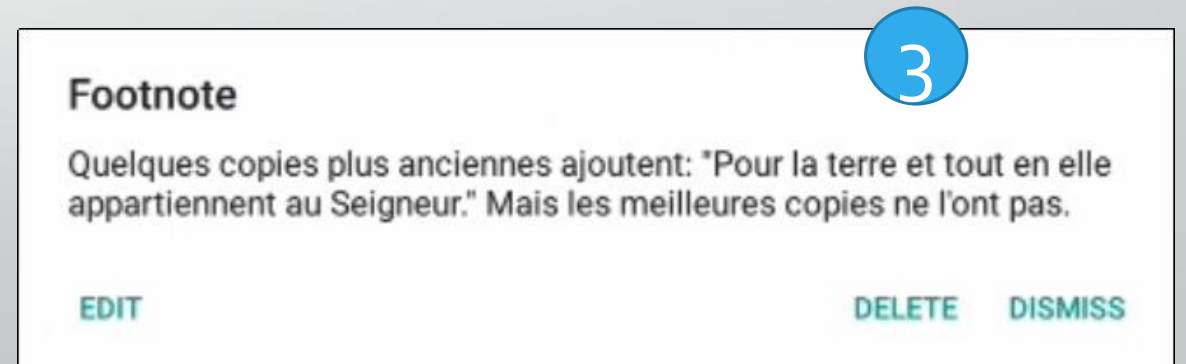 3
Footnote
Quelques copies plus anciennes ajoutent: "Pour la terre et tout en elle
appartiennent au Seigneur." Mais les meilleures copies ne l'ont pas.
EDIT DELETE DISMISS